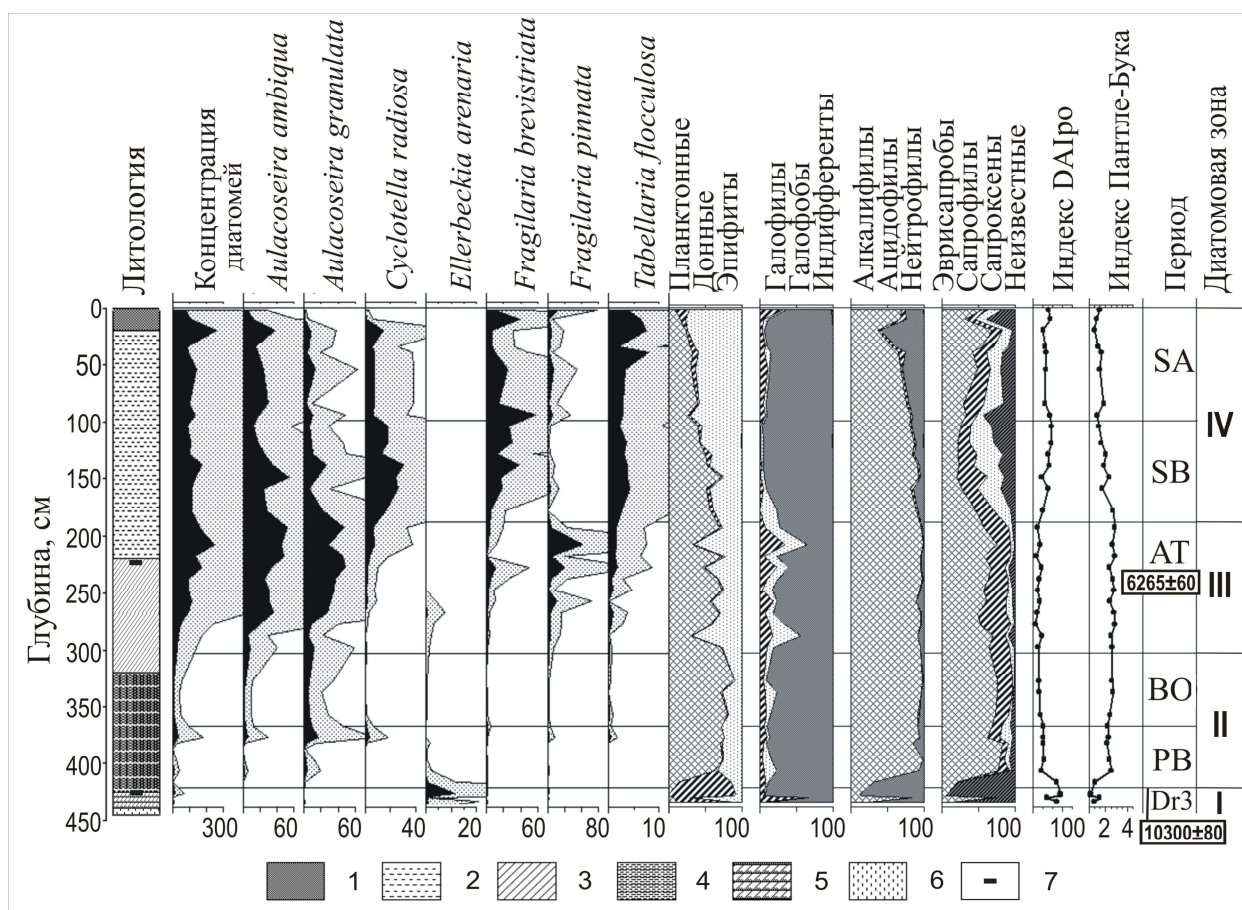 Литология
Концентрация
диатомей
Aulacoseira ambiqua
Aulacoseira granulata
Cyclotella radiosa
Ellerbeckia arenaria
Fragilaria brevistriata
Fragilaria pinnata
Tabellaria flocculosa
Планктонные
Донные
Эпифиты
Галофилы
Галофобы
Индифференты
Алкалифилы
Ацидофилы
Нейтрофилы
Эврисапробы
Сапрофилы
Сапроксены
Неизвестные
Индекс DAIpo
Индекс Пантле-Бука
Период
Диатомовая зона
Глубина, см
0
50
100
150
200
250
300
350
400
450
SA
SB
AT
6265±60
BO
PB
Dr3
10300±80
IV
III
II
I
300 60 60 40 20 60 80 10 100 100 100 100 100 2 4
1 2 3 4 5 6 7